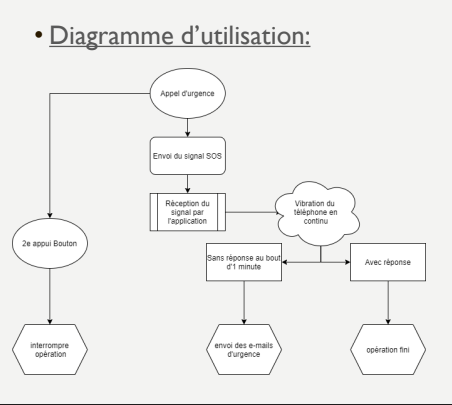 • Diagramme d'utilisation:
Appel d'urgence
Envoi du signal SOS
Réception du
signal par
l'application
Vibration du
téléphone en
continu
2e appui Bouton
Sans réponse au bout
d'1 minute
Avec réponse
interrompre
opération
envoi des e-mails
d'urgence
opération fini